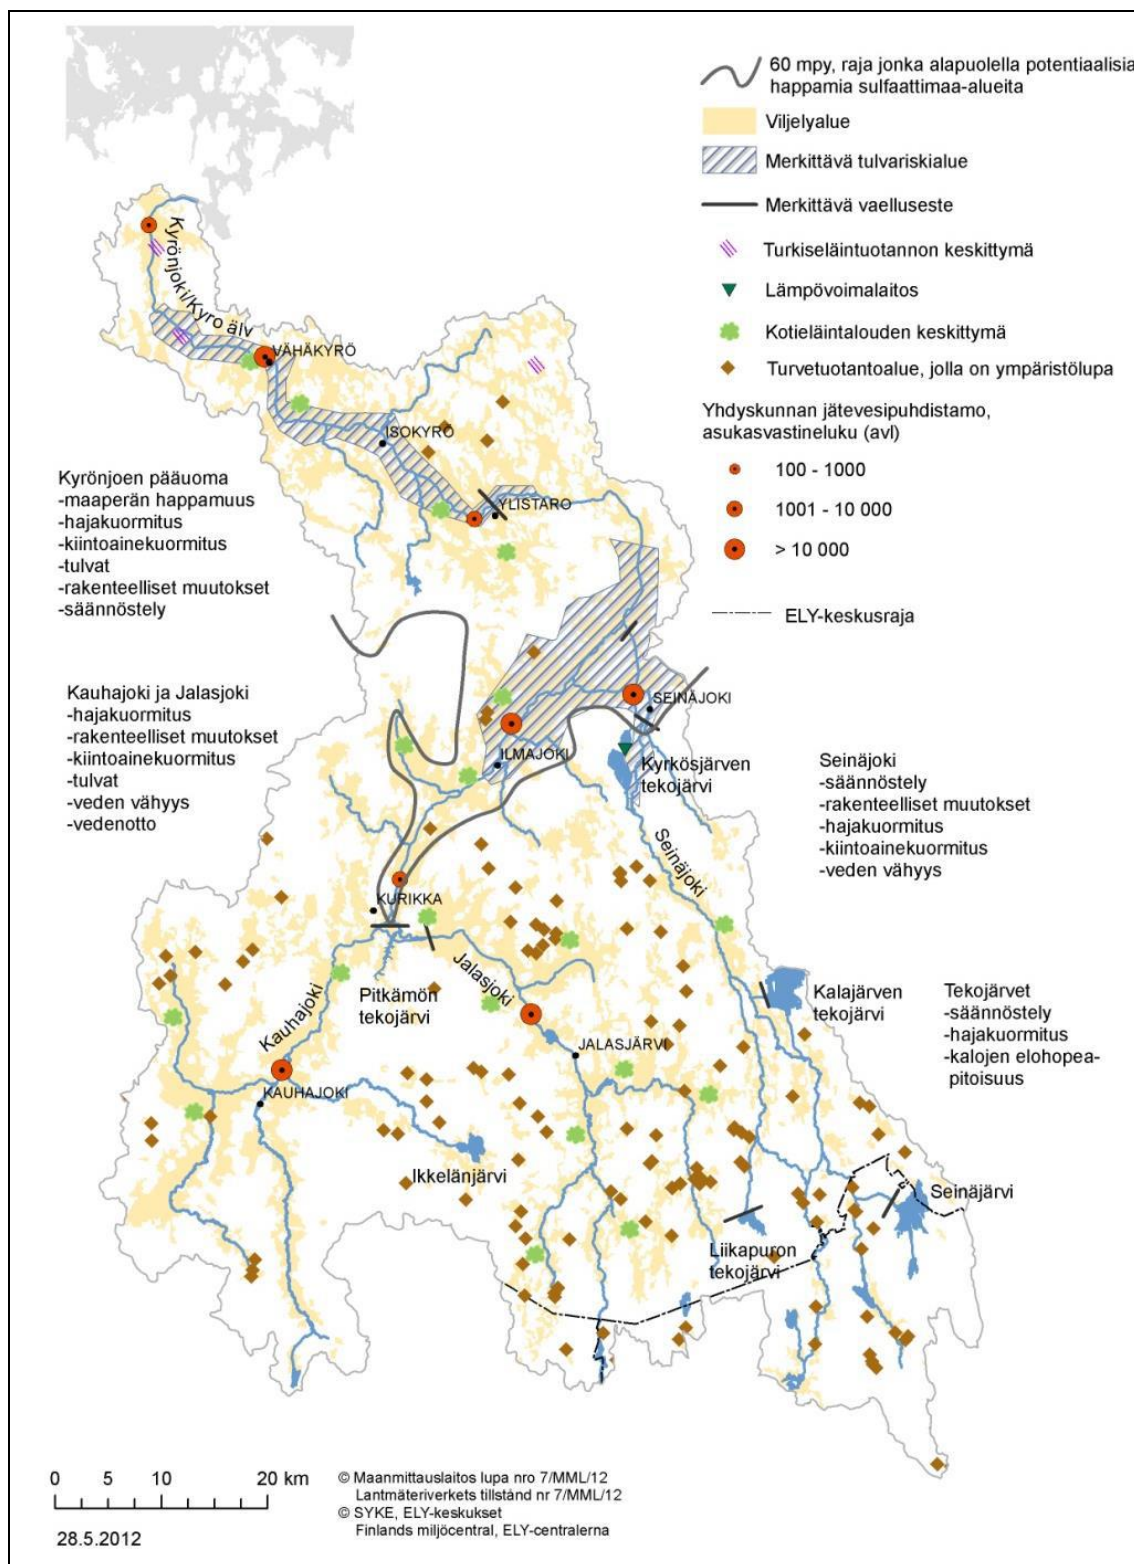 60 mpy, raja jonka alapuolella potentiaalisia
happamia sulfaattimaa-alueita
Viljelyalue
Merkittävä tulvariskialue
Merkittävä vaelluseste
Turkiseläintuotannon keskittymä
Lämpövoimalaitos
Kotieläintalouden keskittymä
Turvetuotantoalue, jolla on ympäristölupa
Yhdyskunnan jätevesipuhdistamo,
asukasvastineluku (avl)
100 - 1000
1001 - 10 000
> 10 000
ELY-keskusraja
Kyrönjoki/Kyro älv
VÄHÄKYRÖ
ISOKYRÖ
YLISTARO
Kyrönjoen pääuoma
-maaperän happamuus
-hajakuormitus
-kiintoainekuormitus
-tulvat
-rakenteelliset muutokset
-säännöstely
Kauhajoki ja Jalasjoki
-hajakuormitus
-rakenteelliset muutokset
-kiintoainekuormitus
-tulvat
-veden vähyys
-vedenotto
SEINÄJOKI
ILMAJOKI
Kyrkösjärven
tekojärvi
Seinäjoki
-säännöstely
-rakenteelliset muutokset
-hajakuormitus
-kiintoainekuormitus
-veden vähyys
Seinäjoki
KURIKKA
Jalasjoki
Kauhajoki
Pitkämön
tekojärvi
Kalajärven
tekojärvi
Tekojärvet
-säännöstely
-hajakuormitus
-kalojen elohopea-
pitoisuus
JALASJÄRVI
KAUHAJOKI
Ikkelänjärvi
Seinäjärvi
Liikapuron
tekojärvi
0 5 10 20 km
28.5.2012
© Maanmittauslaitos lupa nro 7/MML/12
Lantmäteriverkets tillstånd nr 7/MML/12
© SYKE, ELY-keskukset
Finlands miljöcentral, ELY-centralerna